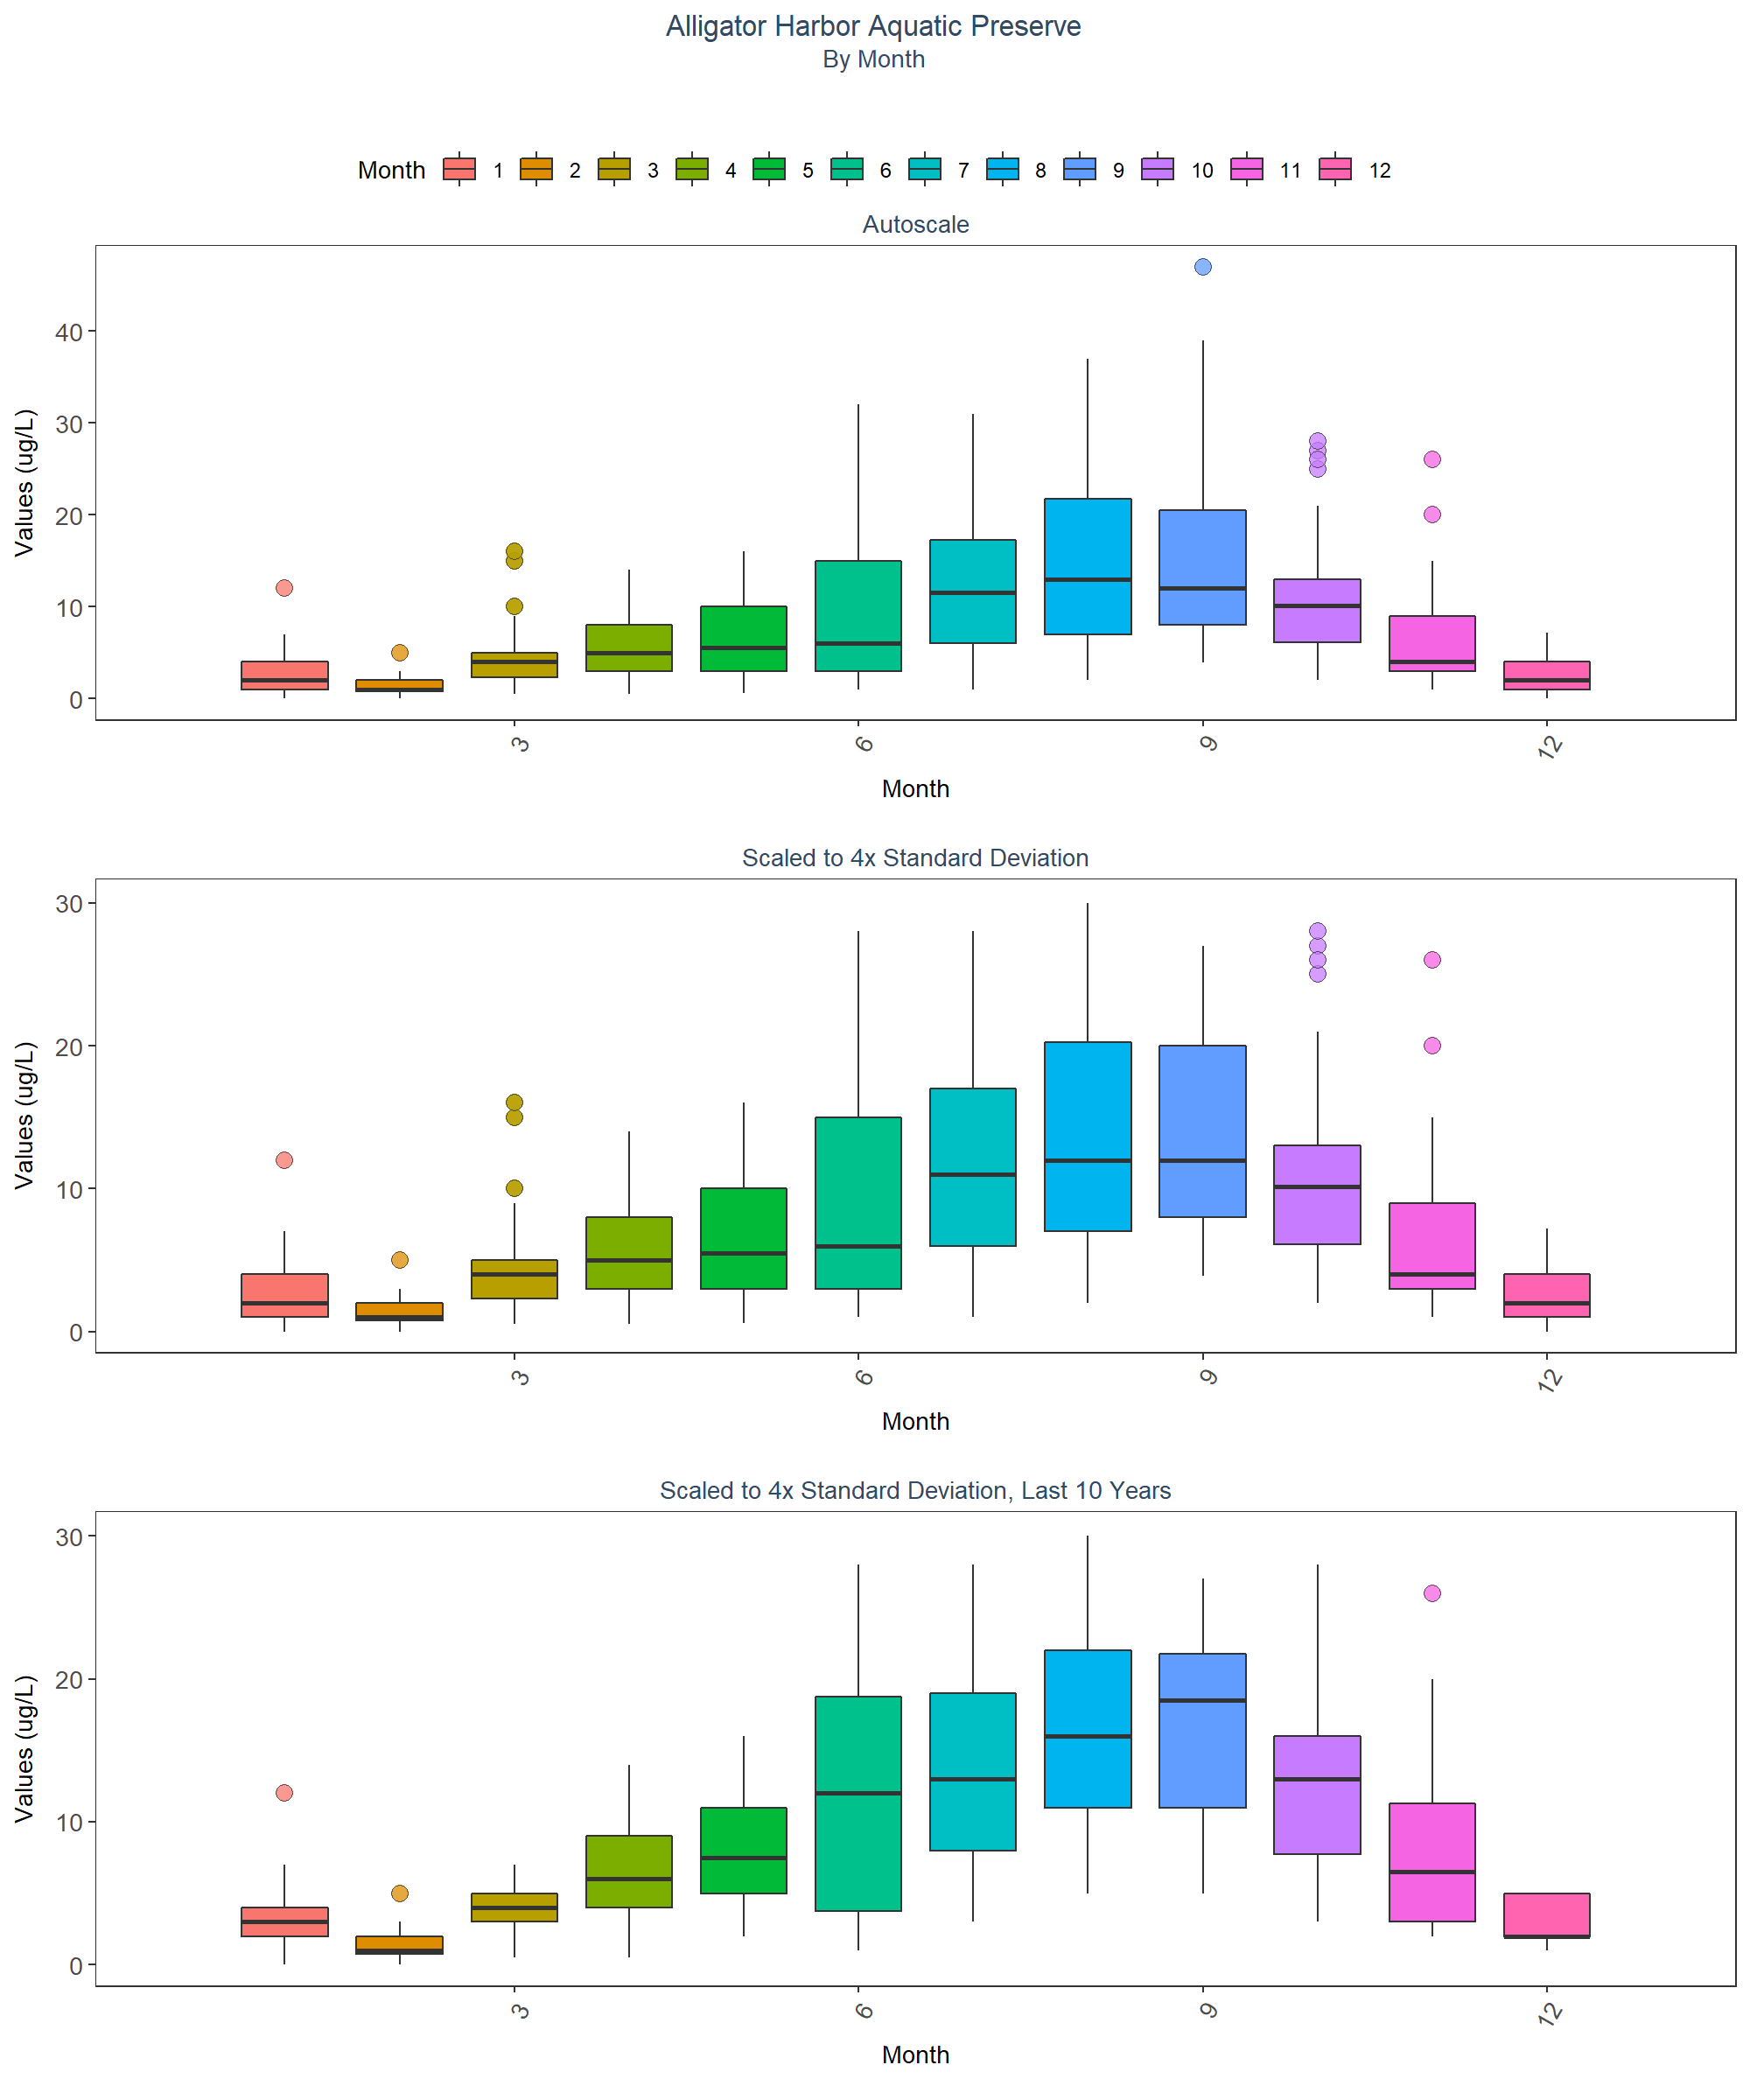 Alligator Harbor Aquatic Preserve
By Month
Month 1 2 3 4 5 6 7 8 9 10 11 12
Autoscale
Values (ug/L)
40
30
20
10
0
3 6 9 12
Month
Scaled to 4x Standard Deviation
Values (ug/L)
30
20
10
0
3 6 9 12
Month
Scaled to 4x Standard Deviation, Last 10 Years
Values (ug/L)
30
20
10
0
3 6 9 12
Month